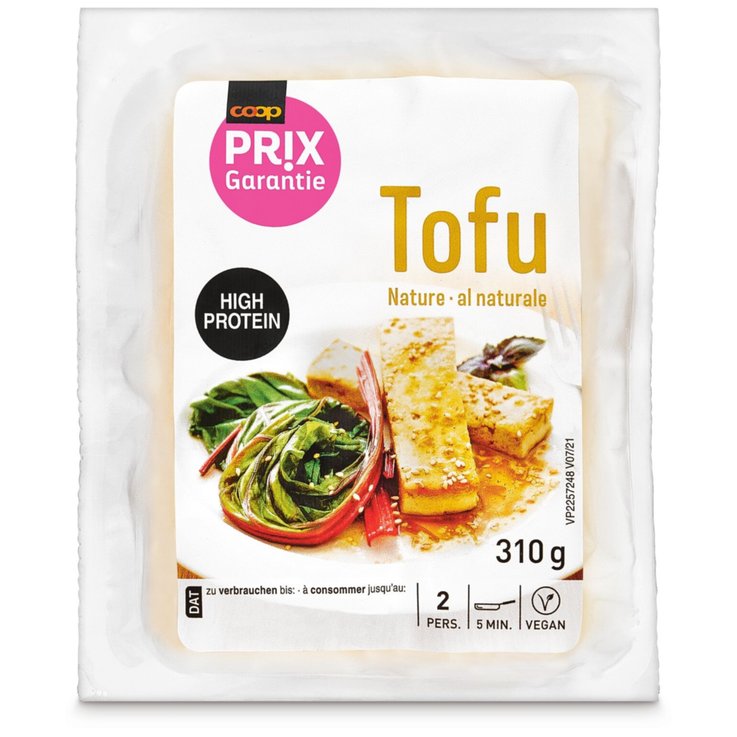 coop
PR!X
Garantie
Tofu
Nature · al naturale
HIGH
PROTEIN
VP2257248 V07/21
310 g
DAT
zu verbrauchen bis: · à consommer jusqu'au:
2
PERS.
5 MIN.
VEGAN